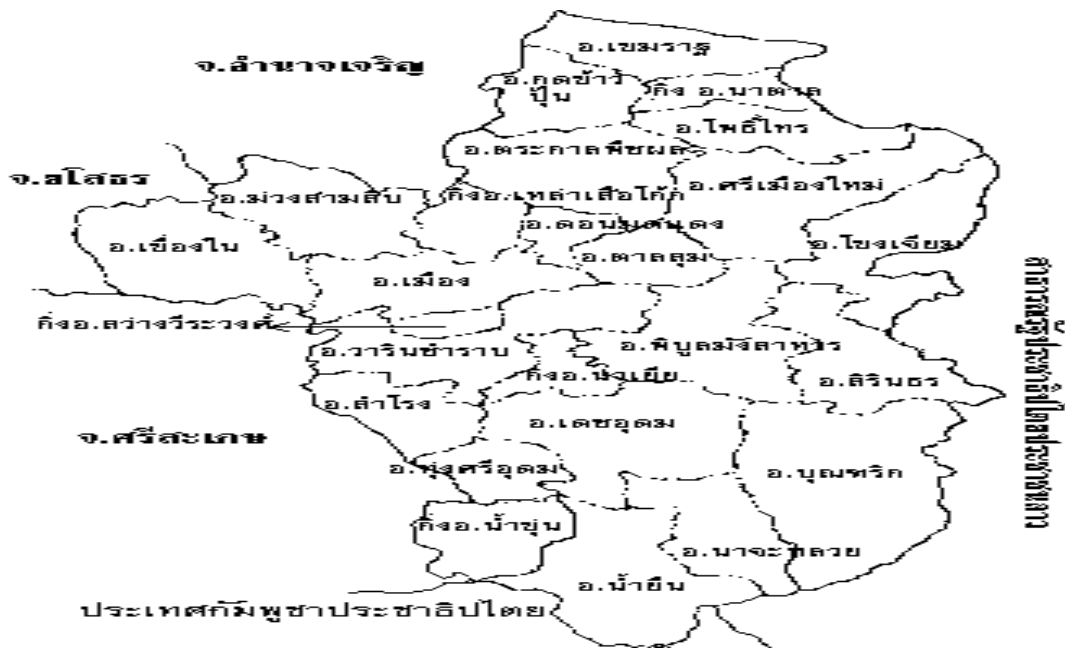 อ.เขมราฐ
จ.อำนาจเจริญ
อ.กุดข้าว
ปุ้น
กิ่ง อ.นาตาล
อ.โพธิ์ไทร
อ.ตระการพืชผล
จ.ยโสธร
อ.ม่วงสามสิบ
กิ่งอ.เหล่าเสือโก้ก
อ.ศรีเมืองใหม่
อ.ดอนมดแดง
อ.เขื่องใน
อ.ตาลสุม
อ.โขงเจียม
อ.เมือง
กิ่งอ.สว่างวีระวงศ์
อ.วารินชำราบ
อ.พิบูลมังสาหาร
กิ่งอ.นาเยีย
อ.สิรินธร
อ.สำโรง
อ.เดชอุดม
จ.ศรีสะเกษ
อ.ทุ่งศรีอุดม
อ.บุณฑริก
กิ่งอ.น้ำขุ่น
อ.นาจะหลวย
อ.น้ำยืน
ประเทศกัมพูชาประชาธิปไตย
สาธารณรัฐประชาธิปไตยประชาชนลาว